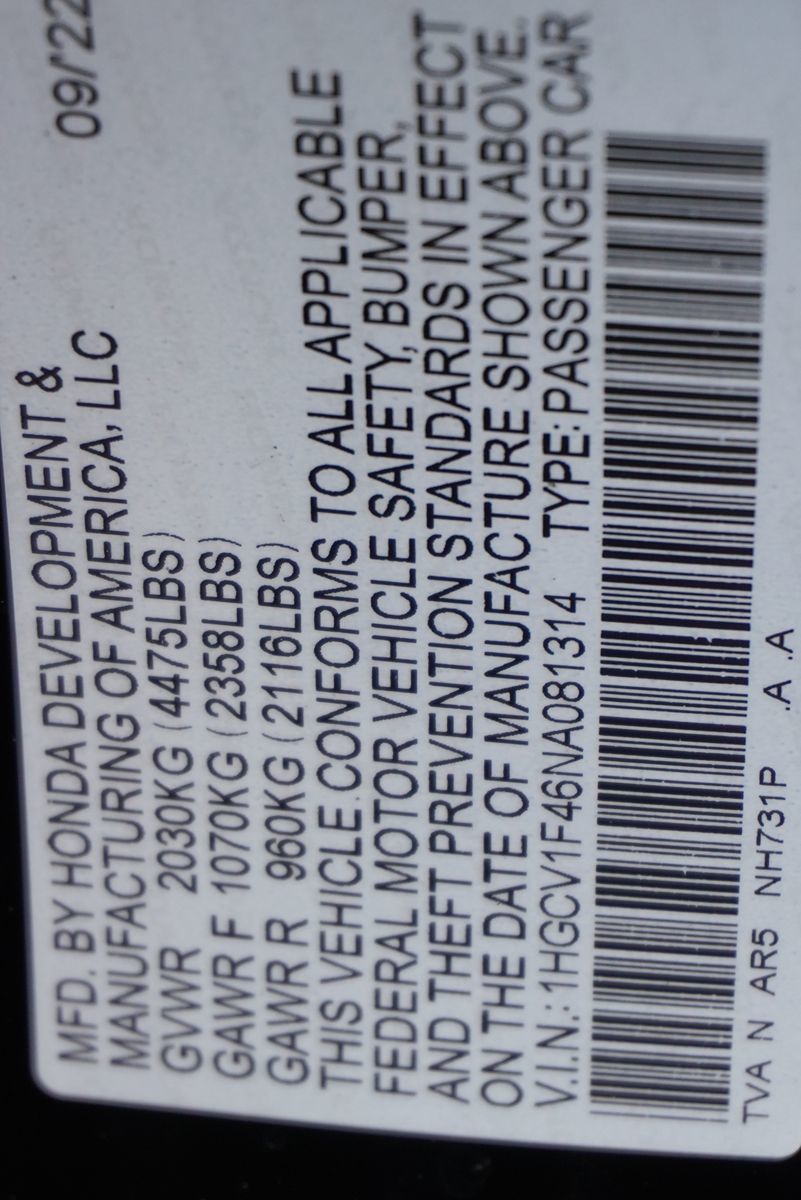 MFD. BY HONDA DEVELOPMENT & 09/'22
MANUFACTURING OF AMERICA, LLC
GVWR 2030KG (4475LBS)
GAWR F 1070KG (2358LBS)
GAWR R 960KG (2116LBS)
THIS VEHICLE CONFORMS TO ALL APPLICABLE
FEDERAL MOTOR VEHICLE SAFETY, BUMPER,
AND THEFT PREVENTION STANDARDS IN EFFECT
ON THE DATE OF MANUFACTURE SHOWN ABOVE.
V.I.N.: 1HGCV1F46NA081314 TYPE: PASSENGER CAR
TVA N AR5 NH731P .A .A